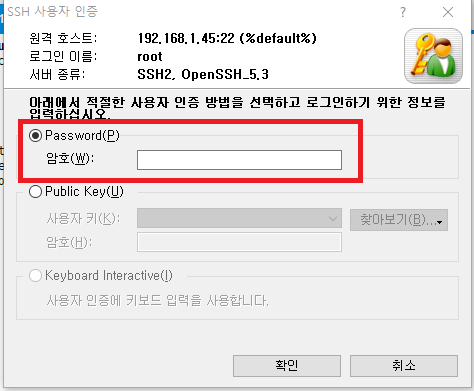 SSH 사용자 인증
원격 호스트: 192.168.1.45:22 (%default%)
로그인 이름: root
서버 종류: SSH2, OpenSSH_5.3
아래에서 적절한 사용자 인증 방법을 선택하고 로그인하기 위한 정보를
입력하십시오.
Password(P)
암호(W):
Public Key(U)
사용자 키(K):
찾아보기(B)...
암호(H):
Keyboard Interactive(I)
사용자 인증에 키보드 입력을 사용합니다.
확인
취소